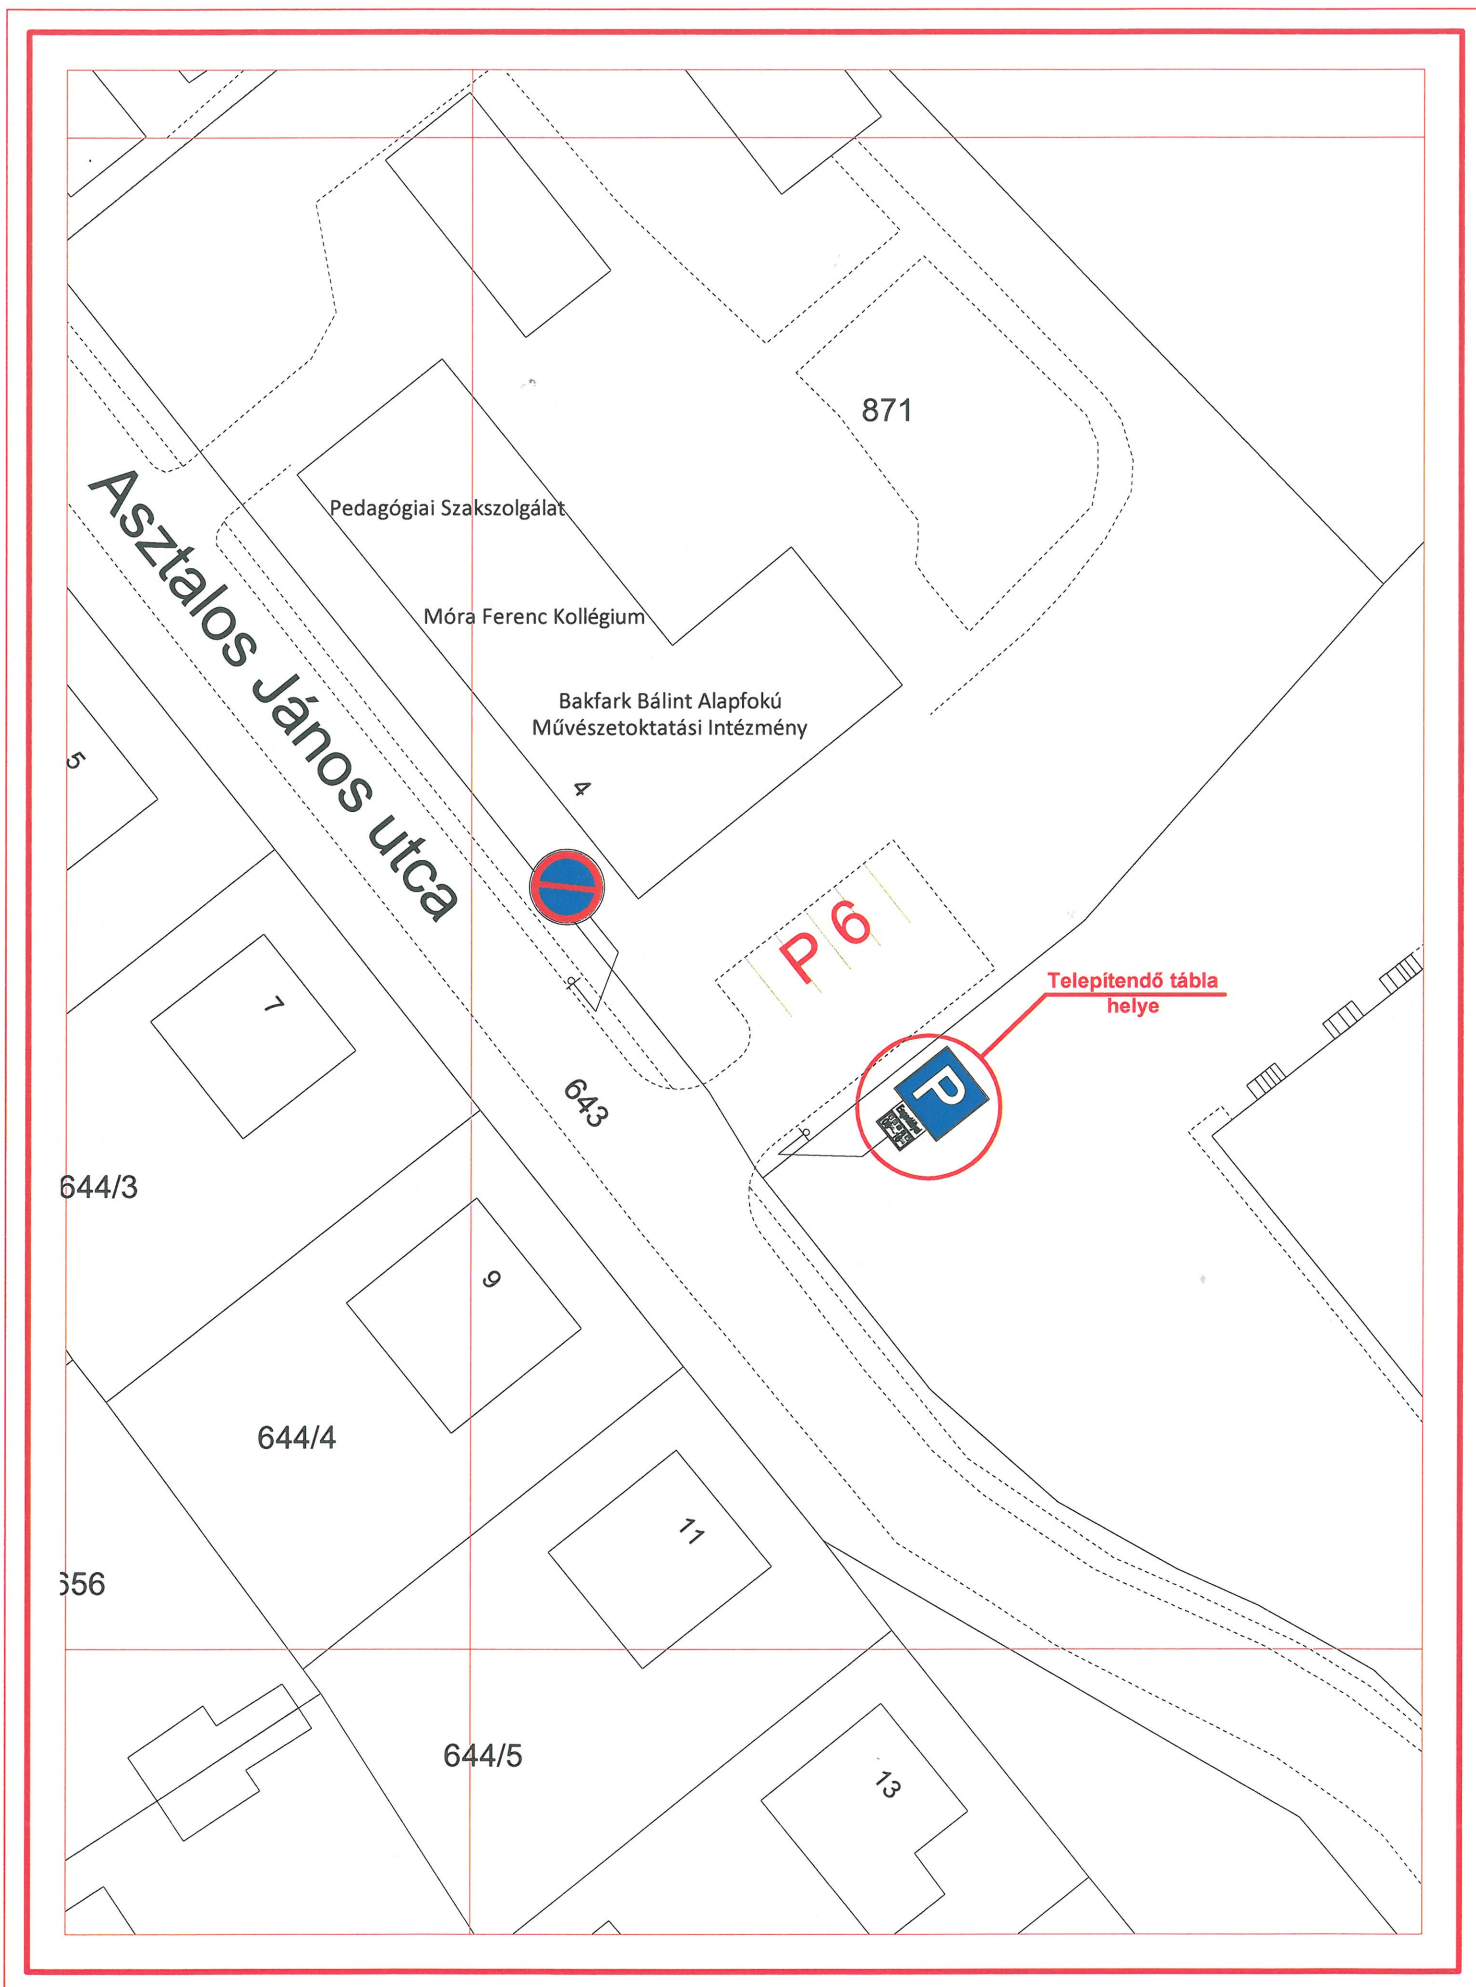 871
Pedagógiai Szakszolgálat
Móra Ferenc Kollégium
Bakfark Bálint Alapfokú
Művészetoktatási Intézmény
Asztalos János utca
5
4
P 6
7
Telepítendő tábla
helye
P
643
644/3
9
644/4
11
656
644/5
13